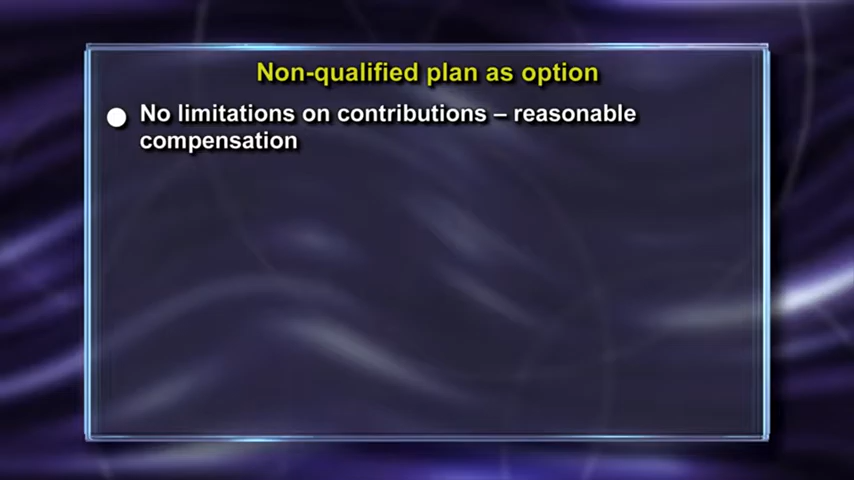 Non-qualified plan as option
No limitations on contributions – reasonable
compensation